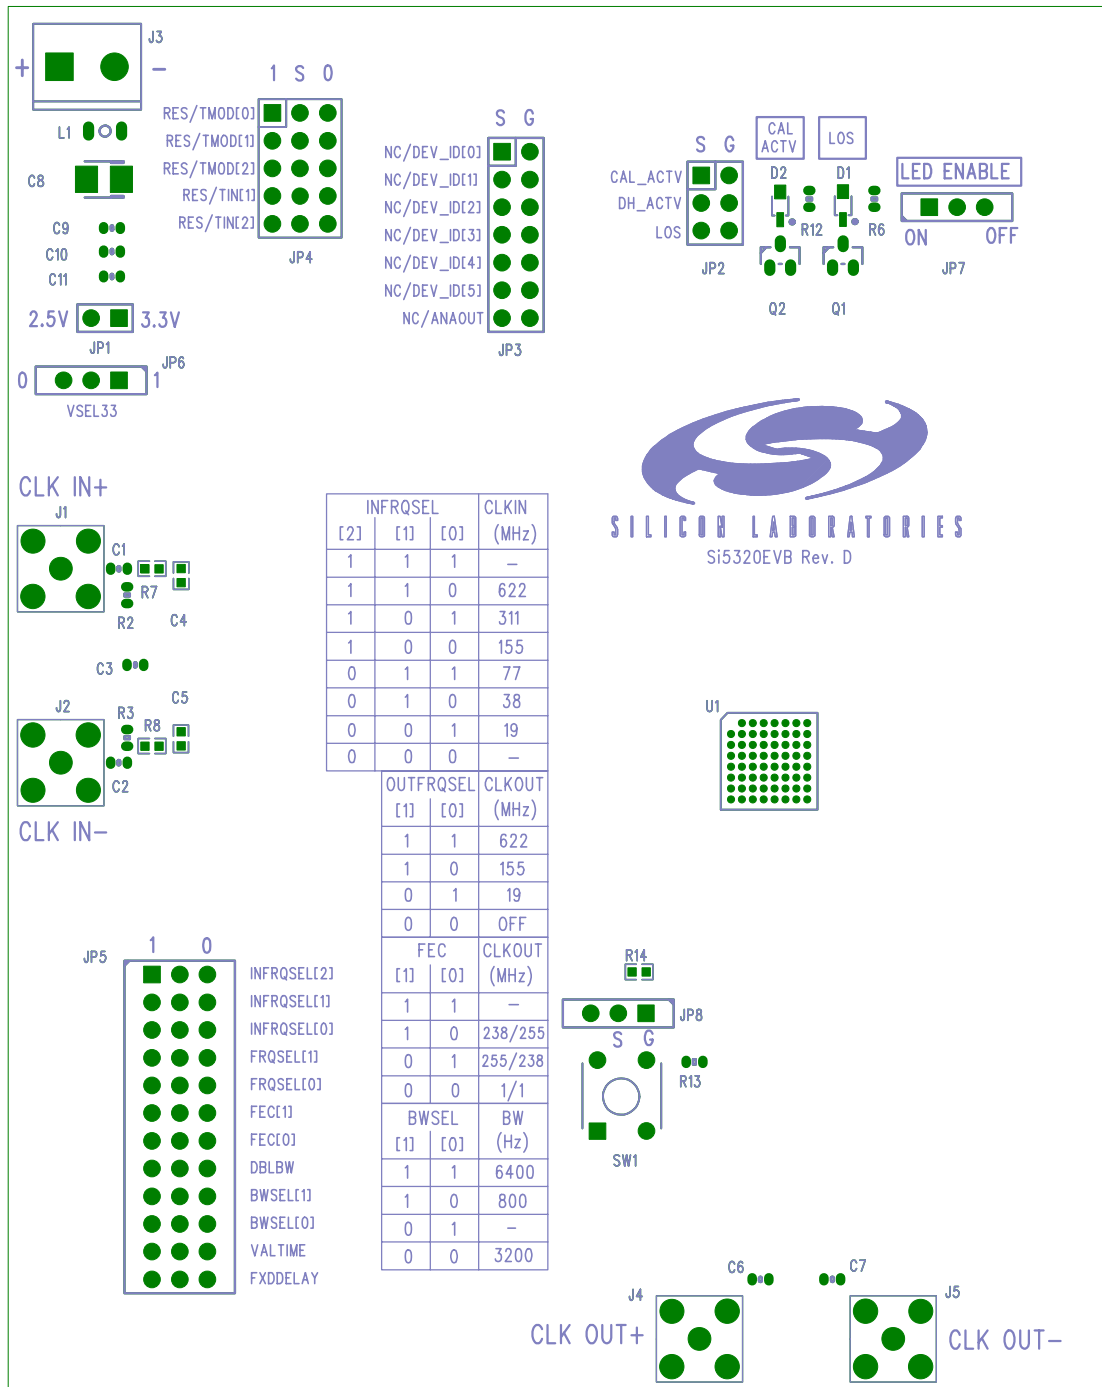 J3
+ -
L1
C8
C9
C10
C11
2.5V 3.3V
JP1
JP6
0 1
VSEL33
1 S 0
RES/TMOD[0]
RES/TMOD[1]
RES/TMOD[2]
RES/TIN[1]
RES/TIN[2]
JP4
S G
NC/DEV_ID[0]
NC/DEV_ID[1]
NC/DEV_ID[2]
NC/DEV_ID[3]
NC/DEV_ID[4]
NC/DEV_ID[5]
NC/ANAOUT
JP3
S G
CAL_ACTV
DH_ACTV
LOS
JP2
CAL
ACTV
LOS
D2 D1
R12 R6
Q2 Q1
LED ENABLE
ON OFF
JP7
SILICON LABORATORIES
Si5320EVB Rev. D
CLK IN+
J1
C1
R7
R2
C4
C3
J2
R3
R8
C5
C2
CLK IN-
INFRQSEL CLKIN
[2] [1] [0] (MHz)
1 1 1 -
1 1 0 622
1 0 1 311
1 0 0 155
0 1 1 77
0 1 0 38
0 0 1 19
0 0 0 -
OUTFRQSEL CLKOUT
[1] [0] (MHz)
1 1 622
1 0 155
0 1 19
0 0 OFF
FEC CLKOUT
[1] [0] (MHz)
1 1 -
1 0 238/255
0 1 255/238
0 0 1/1
BWSEL BW
[1] [0] (Hz)
1 1 6400
1 0 800
0 1 -
0 0 3200
U1
JP5
1 0
INFRQSEL[2]
INFRQSEL[1]
INFRQSEL[0]
FRQSEL[1]
FRQSEL[0]
FEC[1]
FEC[0]
DBLBW
BWSEL[1]
BWSEL[0]
VALTIME
FXDDELAY
R14
JP8
S G
R13
SW1
C6 C7
J4 J5
CLK OUT+ CLK OUT-